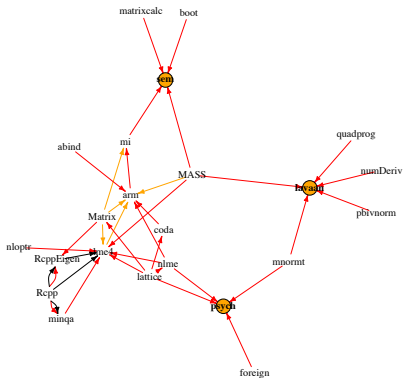 matrixcalc
boot
sem
quadprog
mi
abind
numDeriv
MASS
lavaan
arm
pbivnorm
Matrix
coda
nloptr
lme4
RcppEigen
nlme
mnormt
lattice
Rcpp
psych
minqa
foreign